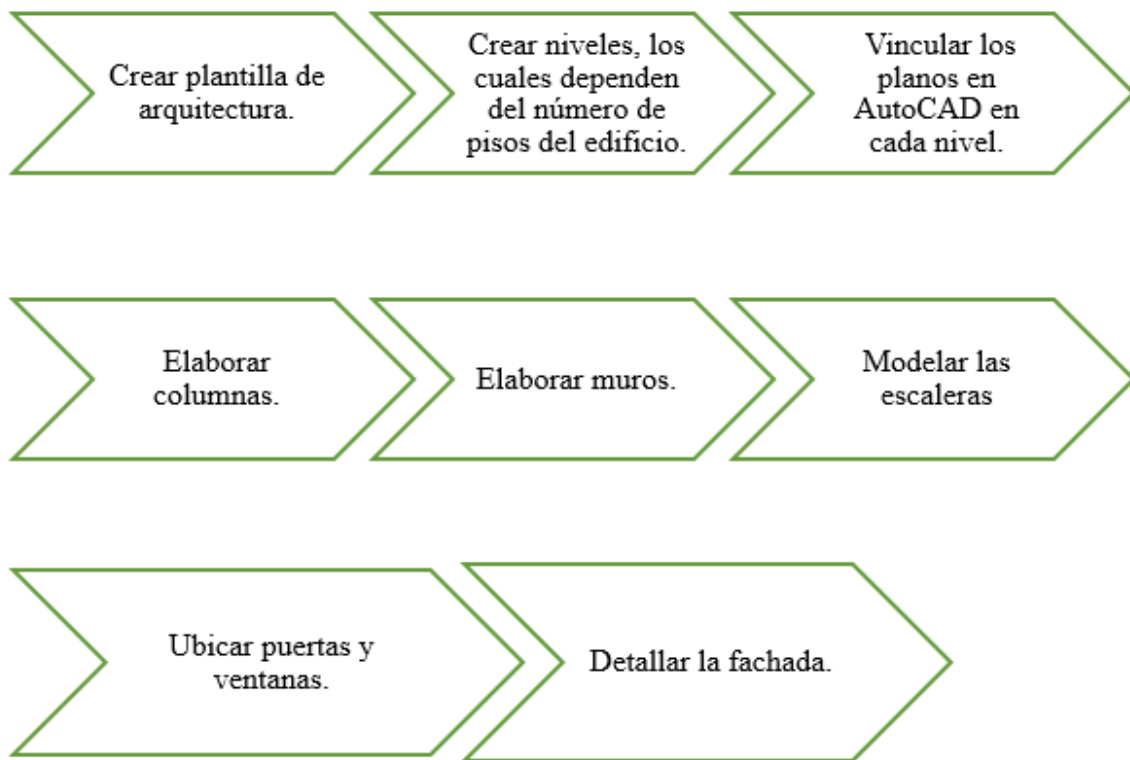 Crear plantilla de
arquitectura.
Crear niveles, los
cuales dependen
del número de
pisos del edificio.
Vincular los
planos en
AutoCAD en
cada nivel.
Elaborar
columnas.
Elaborar muros.
Modelar las
escaleras
Ubicar puertas y
ventanas.
Detallar la fachada.